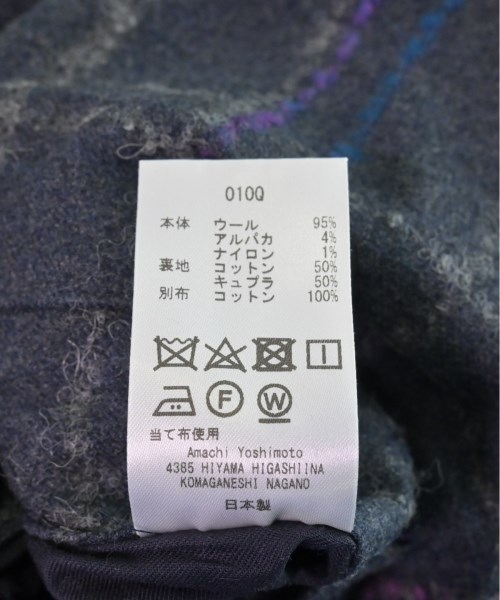 010Q
本体 ウール 95%
アルパカ 4%
ナイロン 1%
裏地 コットン 50%
キュプラ 50%
別布 コットン 100%
F W
当て布使用
Amachi Yoshimoto
4385 HIYAMA HIGASHIINA
KOMAGANESHI NAGANO
日本製